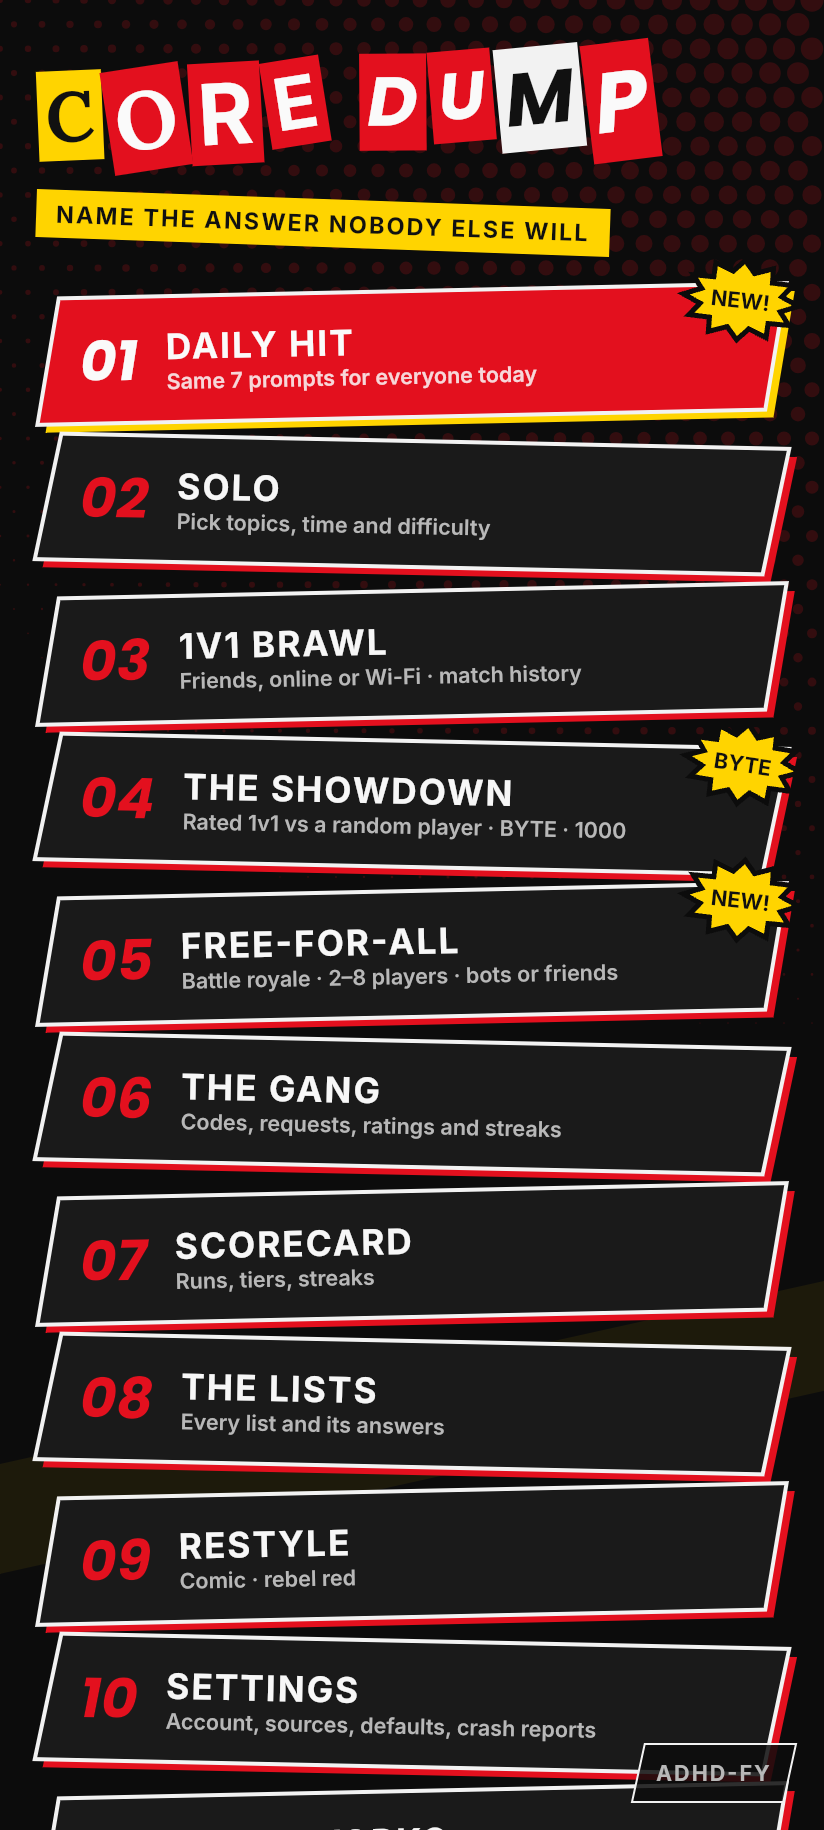 CORE DUMP
NAME THE ANSWER NOBODY ELSE WILL
NEW!
01 DAILY HIT
Same 7 prompts for everyone today
02 SOLO
Pick topics, time and difficulty
03 1V1 BRAWL
Friends, online or Wi-Fi · match history
BYTE
04 THE SHOWDOWN
Rated 1v1 vs a random player · BYTE · 1000
NEW!
05 FREE-FOR-ALL
Battle royale · 2–8 players · bots or friends
06 THE GANG
Codes, requests, ratings and streaks
07 SCORECARD
Runs, tiers, streaks
08 THE LISTS
Every list and its answers
09 RESTYLE
Comic · rebel red
10 SETTINGS
Account, sources, defaults, crash reports
ADHD-FY